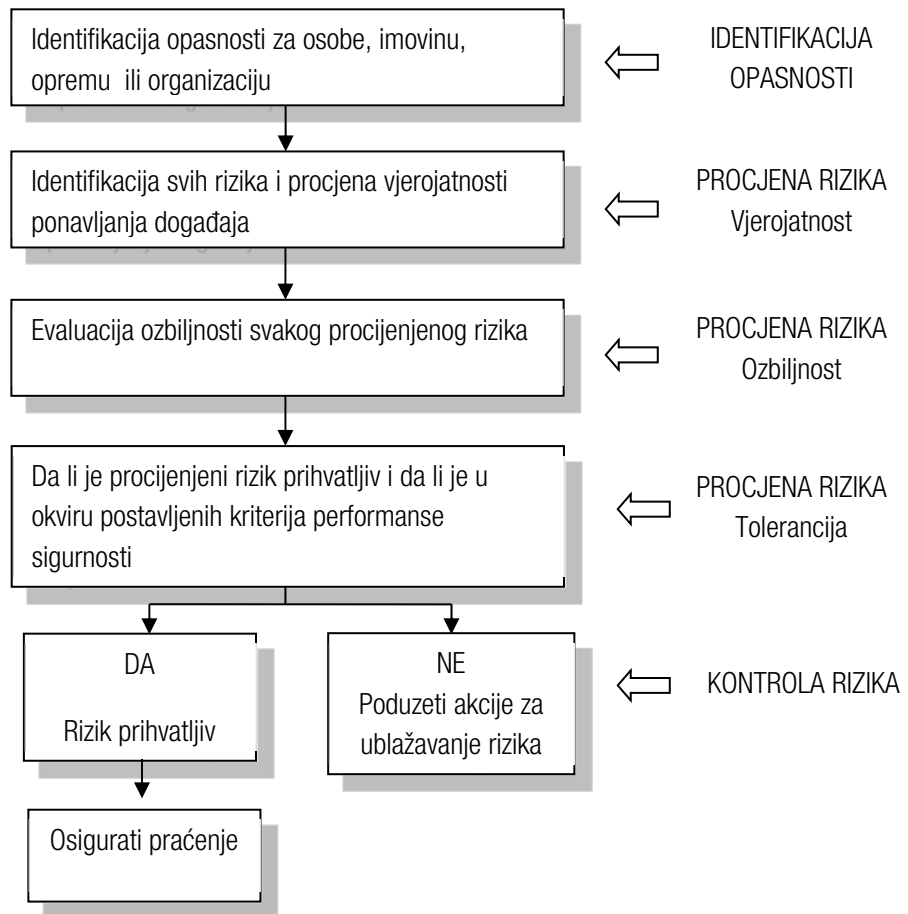 Identifikacija opasnosti za osobe, imovinu,
opremu ili organizaciju
IDENTIFIKACIJA
OPASNOSTI
Identifikacija svih rizika i procjena vjerojatnosti
ponavljanja događaja
PROCJENA RIZIKA
Vjerojatnost
Evaluacija ozbiljnosti svakog procijenjenog rizika
PROCJENA RIZIKA
Ozbiljnost
Da li je procijenjeni rizik prihvatljiv i da li je u
okviru postavljenih kriterija performanse
sigurnosti
PROCJENA RIZIKA
Tolerancija
DA
Rizik prihvatljiv
NE
Poduzeti akcije za
ublažavanje rizika
KONTROLA RIZIKA
Osigurati praćenje